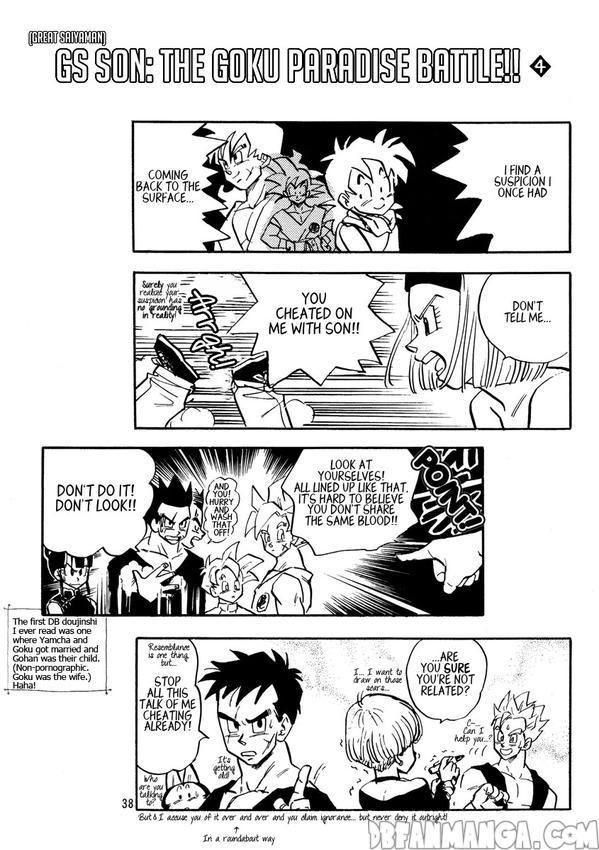 (GREAT SAIYAMAN)
GS SON: THE GOKU PARADISE BATTLE!! 4
I FIND A
SUSPICION I
ONCE HAD
COMING
BACK TO THE
SURFACE...
DON'T
TELL ME...
YOU
CHEATED ON
ME WITH SON!!
Arrgh!
Surely you
realize your
suspicion has
no grounding
in reality!
POINT!!
LOOK AT
YOURSELVES!
ALL LINED UP LIKE THAT.
IT'S HARD TO BELIEVE
YOU DON'T SHARE
THE SAME BLOOD!!
AND
YOU!
HURRY
AND
WASH
THAT
OFF!
DON'T DO IT!
DON'T LOOK!!
The first DB doujinshi
I ever read was one
where Yamcha and
Goku got married and
Gohan was their child.
(Non-pornographic.
Goku was the wife.)
Haha!
...ARE
YOU SURE
YOU'RE NOT
RELATED?
C-...
Can I
help you...?
I... I want to
draw on those
scars...
Resemblance
is one thing
but...
STOP
ALL THIS
TALK OF ME
CHEATING
ALREADY!
It's
getting
old!
Who
are you
talking
to?
38
But I accuse you of it over and over and you claim ignorance... but never deny it outright!
In a roundabout way
DBFANMANGA.COM